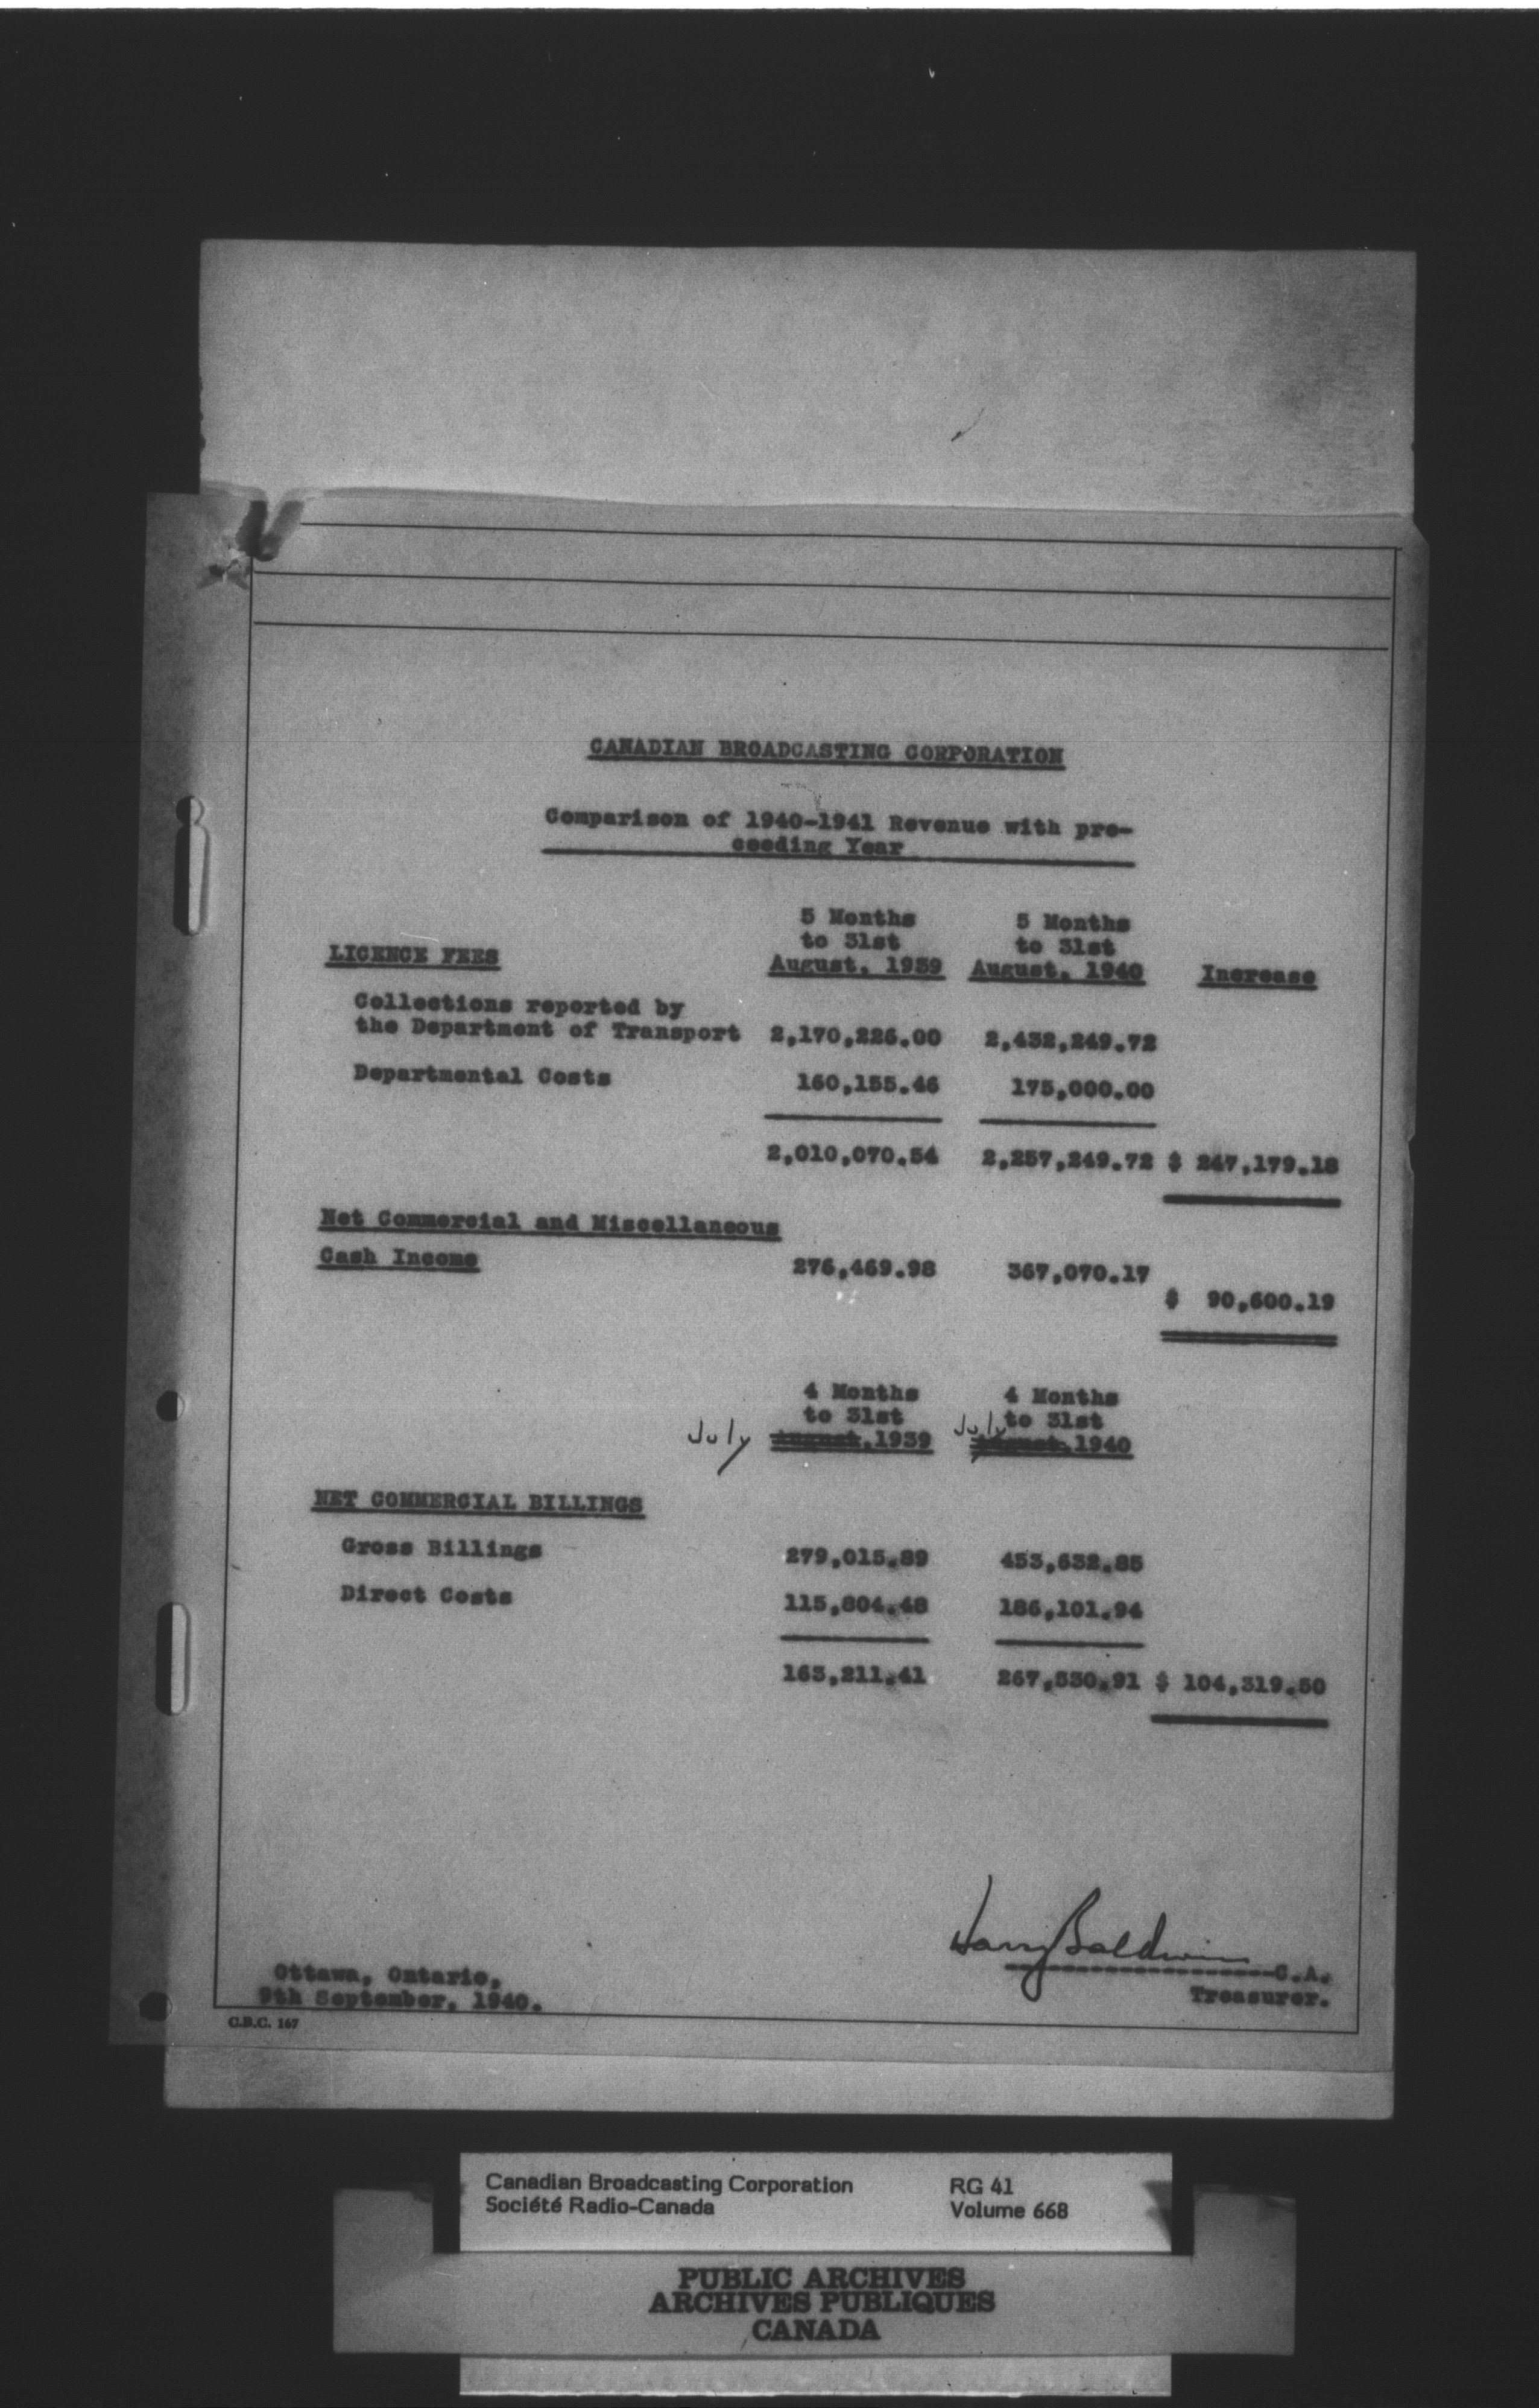 CANADIAN BROADCASTING CORPORATION
Comparison of 1940-1941 Revenue with pre-
ceeding Year
5 Months 5 Months
to 31st to 31st
LICENCE FEES August, 1939 August, 1940 Increase
Collections reported by
the Department of Transport 2,170,226.00 2,432,249.72
Departmental Costs 160,155.46 175,000.00
2,010,070.54 2,257,249.72 $ 247,179.18
Net Commercial and Miscellaneous
Cash Income 276,469.98 367,070.17
$ 90,600.19
4 Months 4 Months
to 31st to 31st
July August,1939 July August,1940
NET COMMERCIAL BILLINGS
Gross Billings 279,015.89 453,632.85
Direct Costs 115,804.48 186,101.94
163,211.41 267,530.91 $ 104,319.50
Harry Baldwin
C.A.
Treasurer.
Ottawa, Ontario,
9th September, 1940.
C.B.C. 167
Canadian Broadcasting Corporation RG 41
Société Radio-Canada Volume 668
PUBLIC ARCHIVES
ARCHIVES PUBLIQUES
CANADA